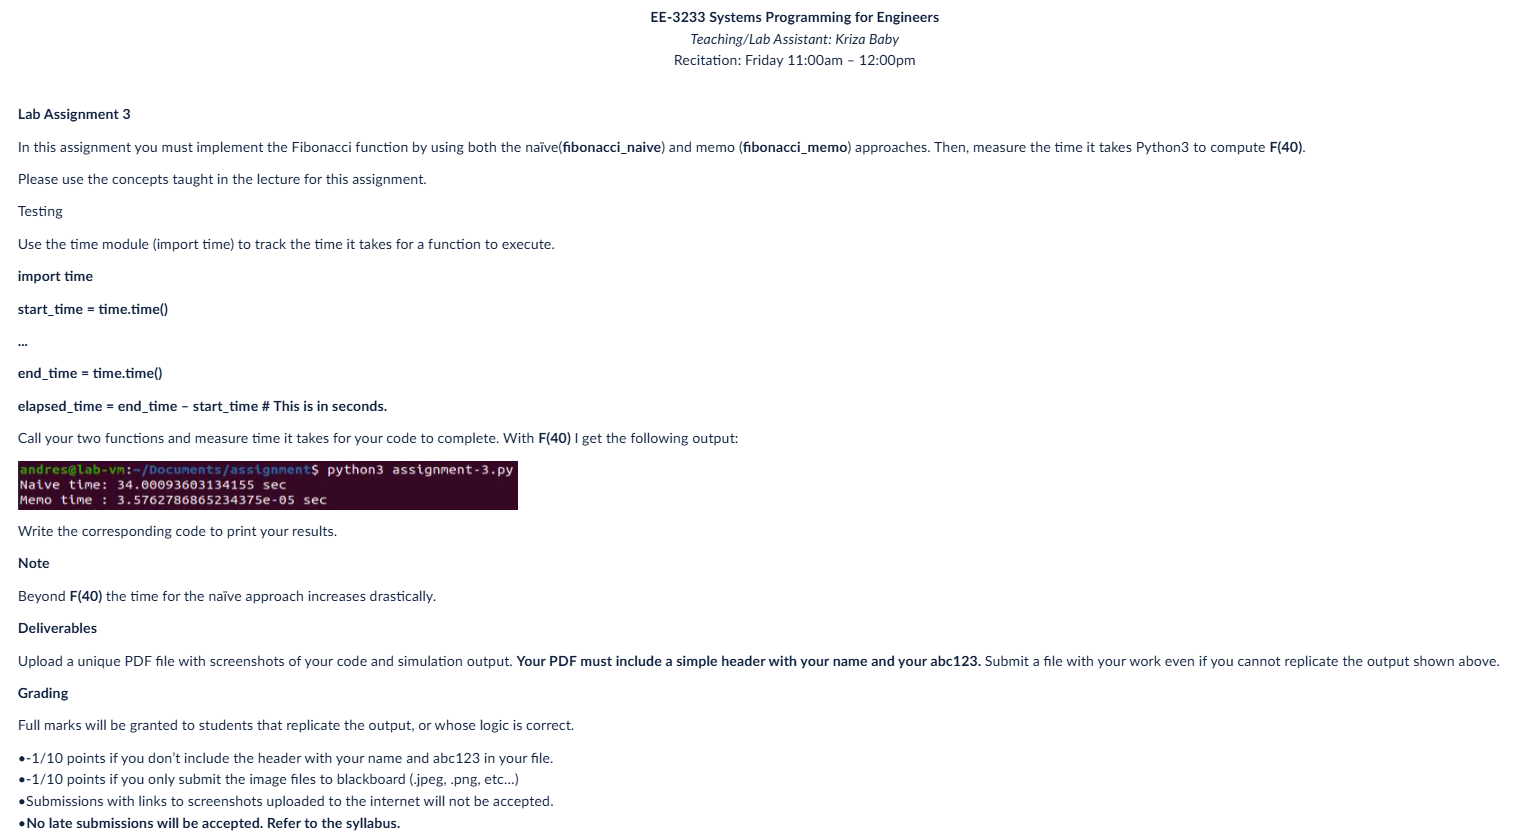 EE-3233 Systems Programming for Engineers
Teaching/Lab Assistant: Kriza Baby
Recitation: Friday 11:00am – 12:00pm
Lab Assignment 3
In this assignment you must implement the Fibonacci function by using both the naïve(fibonacci_naive) and memo (fibonacci_memo) approaches. Then, measure the time it takes Python3 to compute F(40).
Please use the concepts taught in the lecture for this assignment.
Testing
Use the time module (import time) to track the time it takes for a function to execute.
import time
start_time = time.time()
...
end_time = time.time()
elapsed_time = end_time – start_time # This is in seconds.
Call your two functions and measure time it takes for your code to complete. With F(40) I get the following output:
andres@lab-vm:~/Documents/assignment$ python3 assignment-3.py
Naive time: 34.00093603134155 sec
Memo time : 3.5762786865234375e-05 sec
Write the corresponding code to print your results.
Note
Beyond F(40) the time for the naïve approach increases drastically.
Deliverables
Upload a unique PDF file with screenshots of your code and simulation output. Your PDF must include a simple header with your name and your abc123. Submit a file with your work even if you cannot replicate the output shown above.
Grading
Full marks will be granted to students that replicate the output, or whose logic is correct.
•-1/10 points if you don't include the header with your name and abc123 in your file.
•-1/10 points if you only submit the image files to blackboard (.jpeg, .png, etc...)
•Submissions with links to screenshots uploaded to the internet will not be accepted.
•No late submissions will be accepted. Refer to the syllabus.